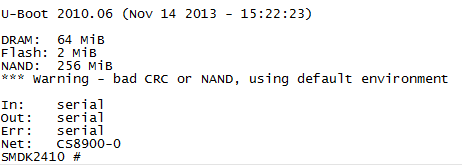 U-Boot 2010.06 (Nov 14 2013 - 15:22:23)
DRAM:  64 MiB
Flash: 2 MiB
NAND:  256 MiB
*** Warning - bad CRC or NAND, using default environment
In:    serial
Out:   serial
Err:   serial
Net:   CS8900-0
SMDK2410 #